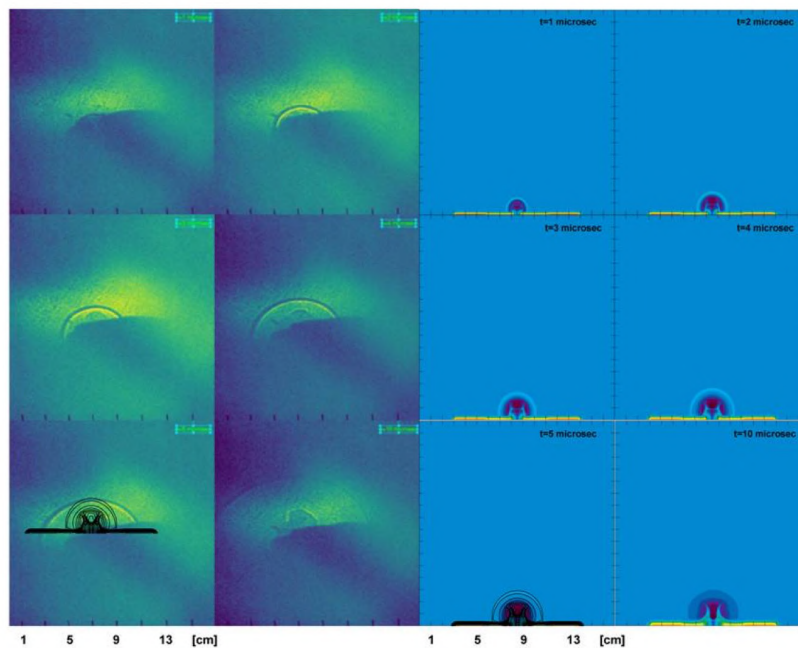 t=1 microsec
t=2 microsec
t=3 microsec
t=4 microsec
t=5 microsec
t=10 microsec
1 5 9 13 [cm]
1 5 9 13 [cm]